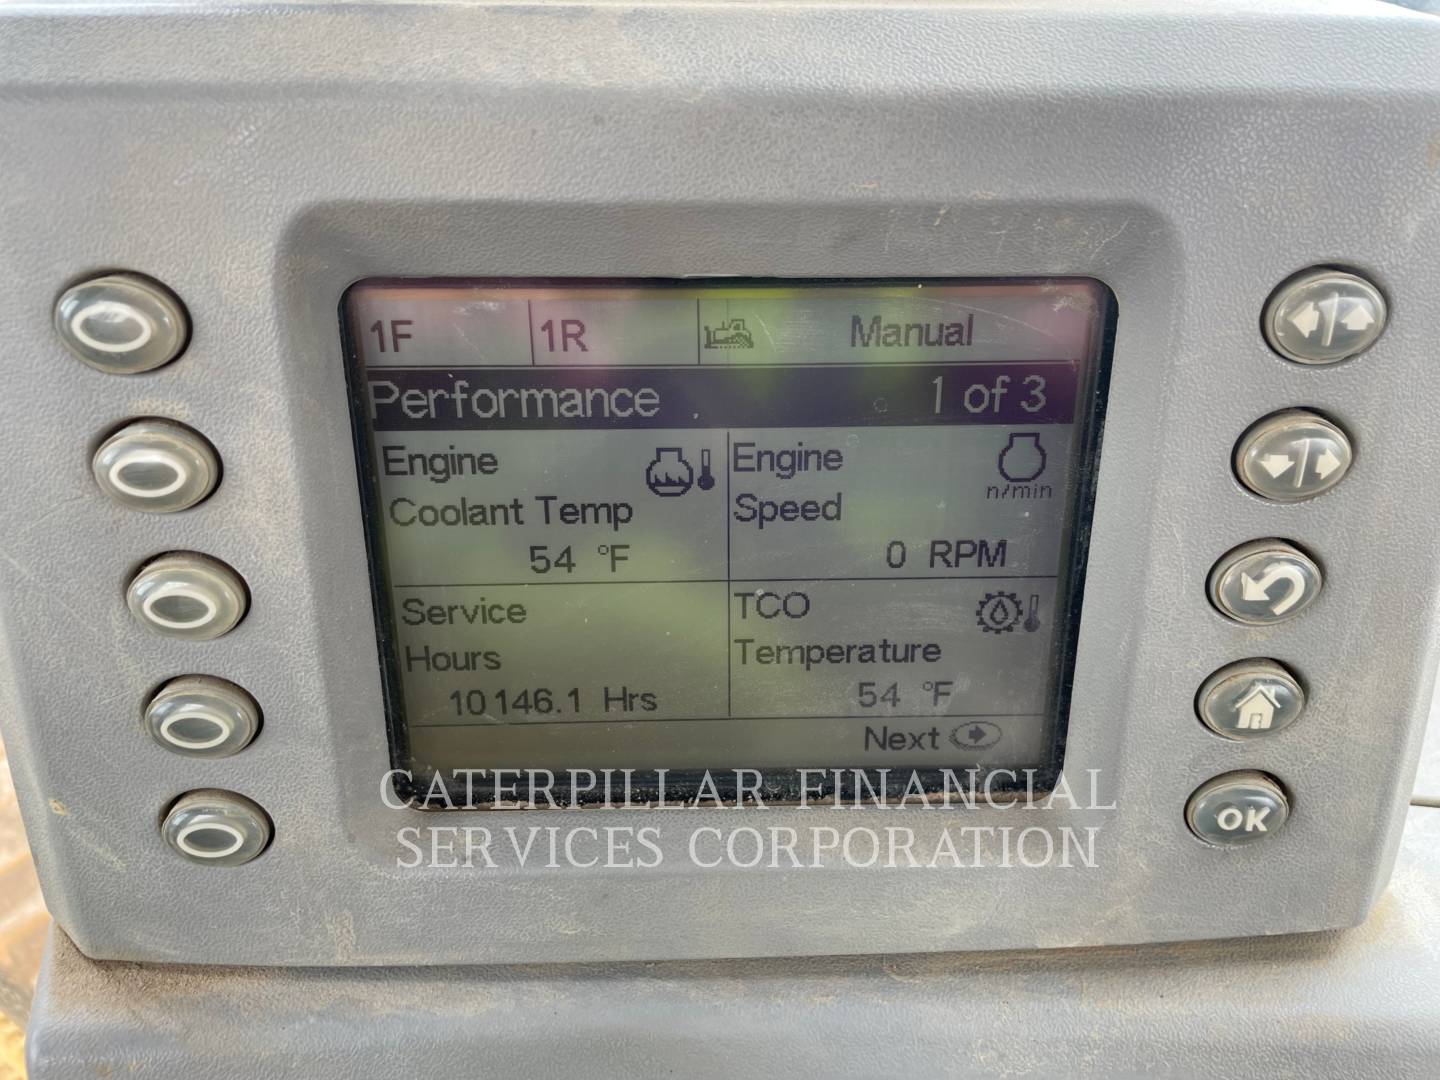 1F 1R Manual
Performance 1 of 3
Engine
Coolant Temp
54 °F
Engine
n/min
Speed
0 RPM
Service
Hours
10146.1 Hrs
TCO
Temperature
54 °F
Next
OK
CATERPILLAR FINANCIAL
SERVICES CORPORATION